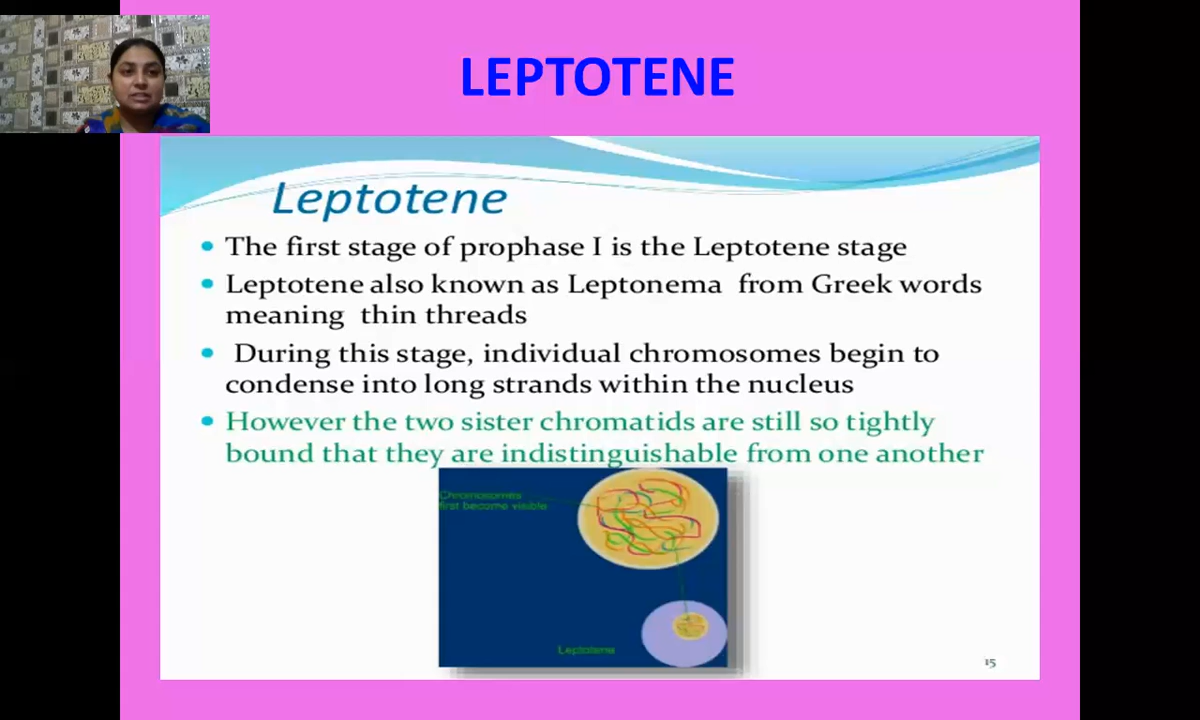 LEPTOTENE
Leptotene
• The first stage of prophase I is the Leptotene stage
• Leptotene also known as Leptonema from Greek words
meaning thin threads
• During this stage, individual chromosomes begin to
condense into long strands within the nucleus
• However the two sister chromatids are still so tightly
bound that they are indistinguishable from one another
Chromosomes
first become visible
Leptotene
15